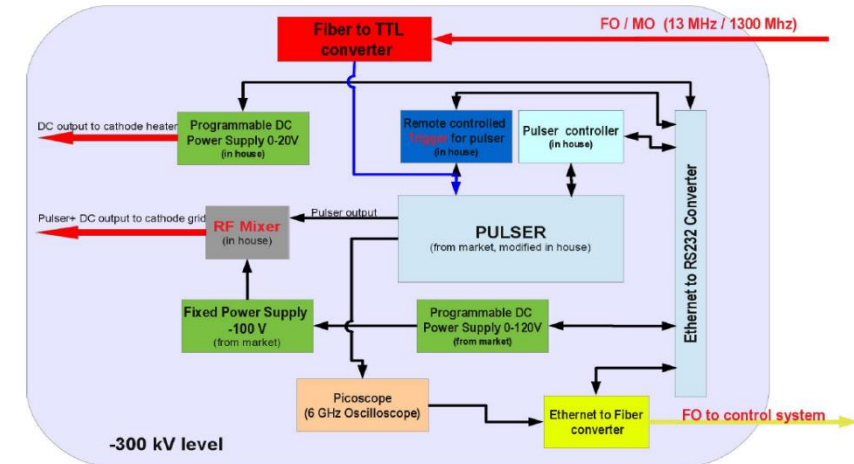 FO / MO (13 MHz / 1300 Mhz)
Fiber to TTL
converter
DC output to cathode heater
Programmable DC
Power Supply 0-20V
(in house)
Remote controlled
Trigger for pulser
(in house)
Pulser controller
(in house)
Ethernet to RS232 Converter
Pulser+ DC output to cathode grid
RF Mixer
(in house)
Pulser output
PULSER
(from market, modified in house)
Fixed Power Supply
-100 V
(from market)
Programmable DC
Power Supply 0-120V
(from market)
Picoscope
(6 GHz Oscilloscope)
Ethernet to Fiber
converter
FO to control system
-300 kV level